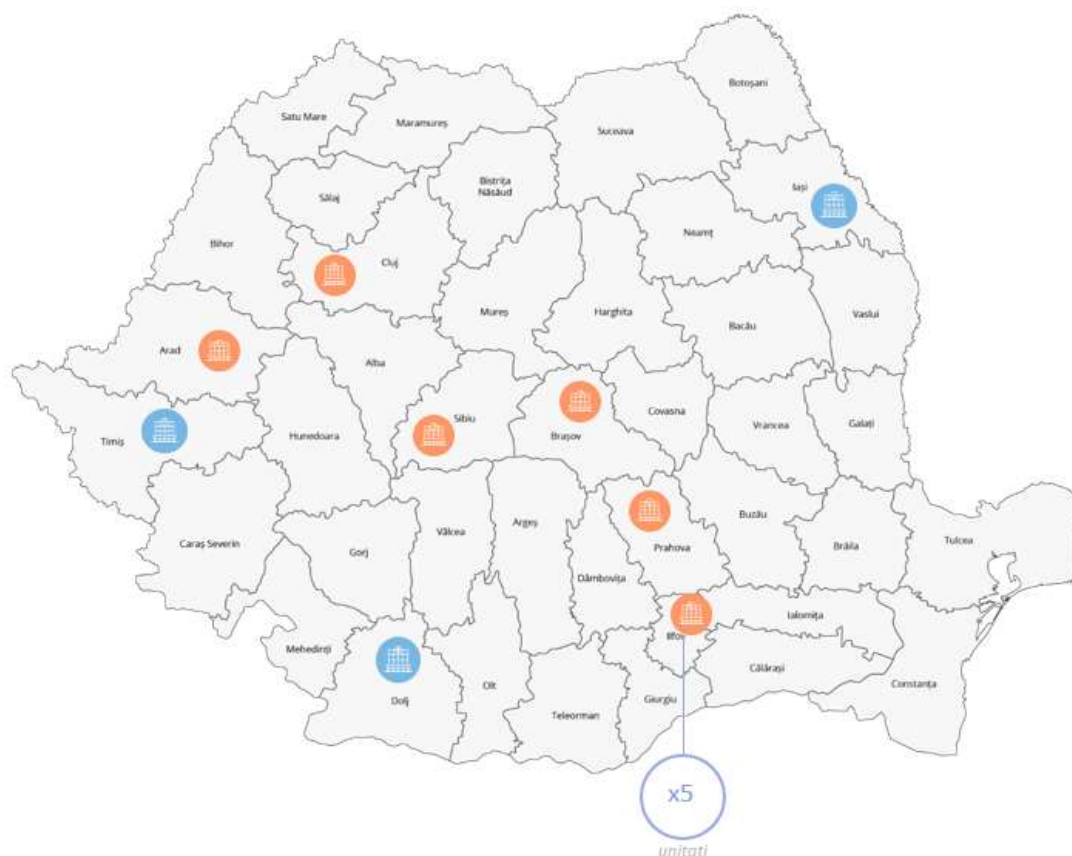 Botoșani
Satu Mare
Maramureș
Suceava
Iași
Bistrița
Năsăud
Sălaj
Neamț
Bihor
Cluj
Mureș
Harghita
Bacău
Vaslui
Arad
Alba
Sibiu
Covasna
Brașov
Vrancea
Galați
Timiș
Hunedoara
Argeș
Buzău
Vâlcea
Caraș Severin
Gorj
Prahova
Brăila
Tulcea
Dâmbovița
Ialomița
Ilfov
Mehedinți
Călărași
Constanța
Olt
Dolj
Giurgiu
Teleorman
x5
unitati